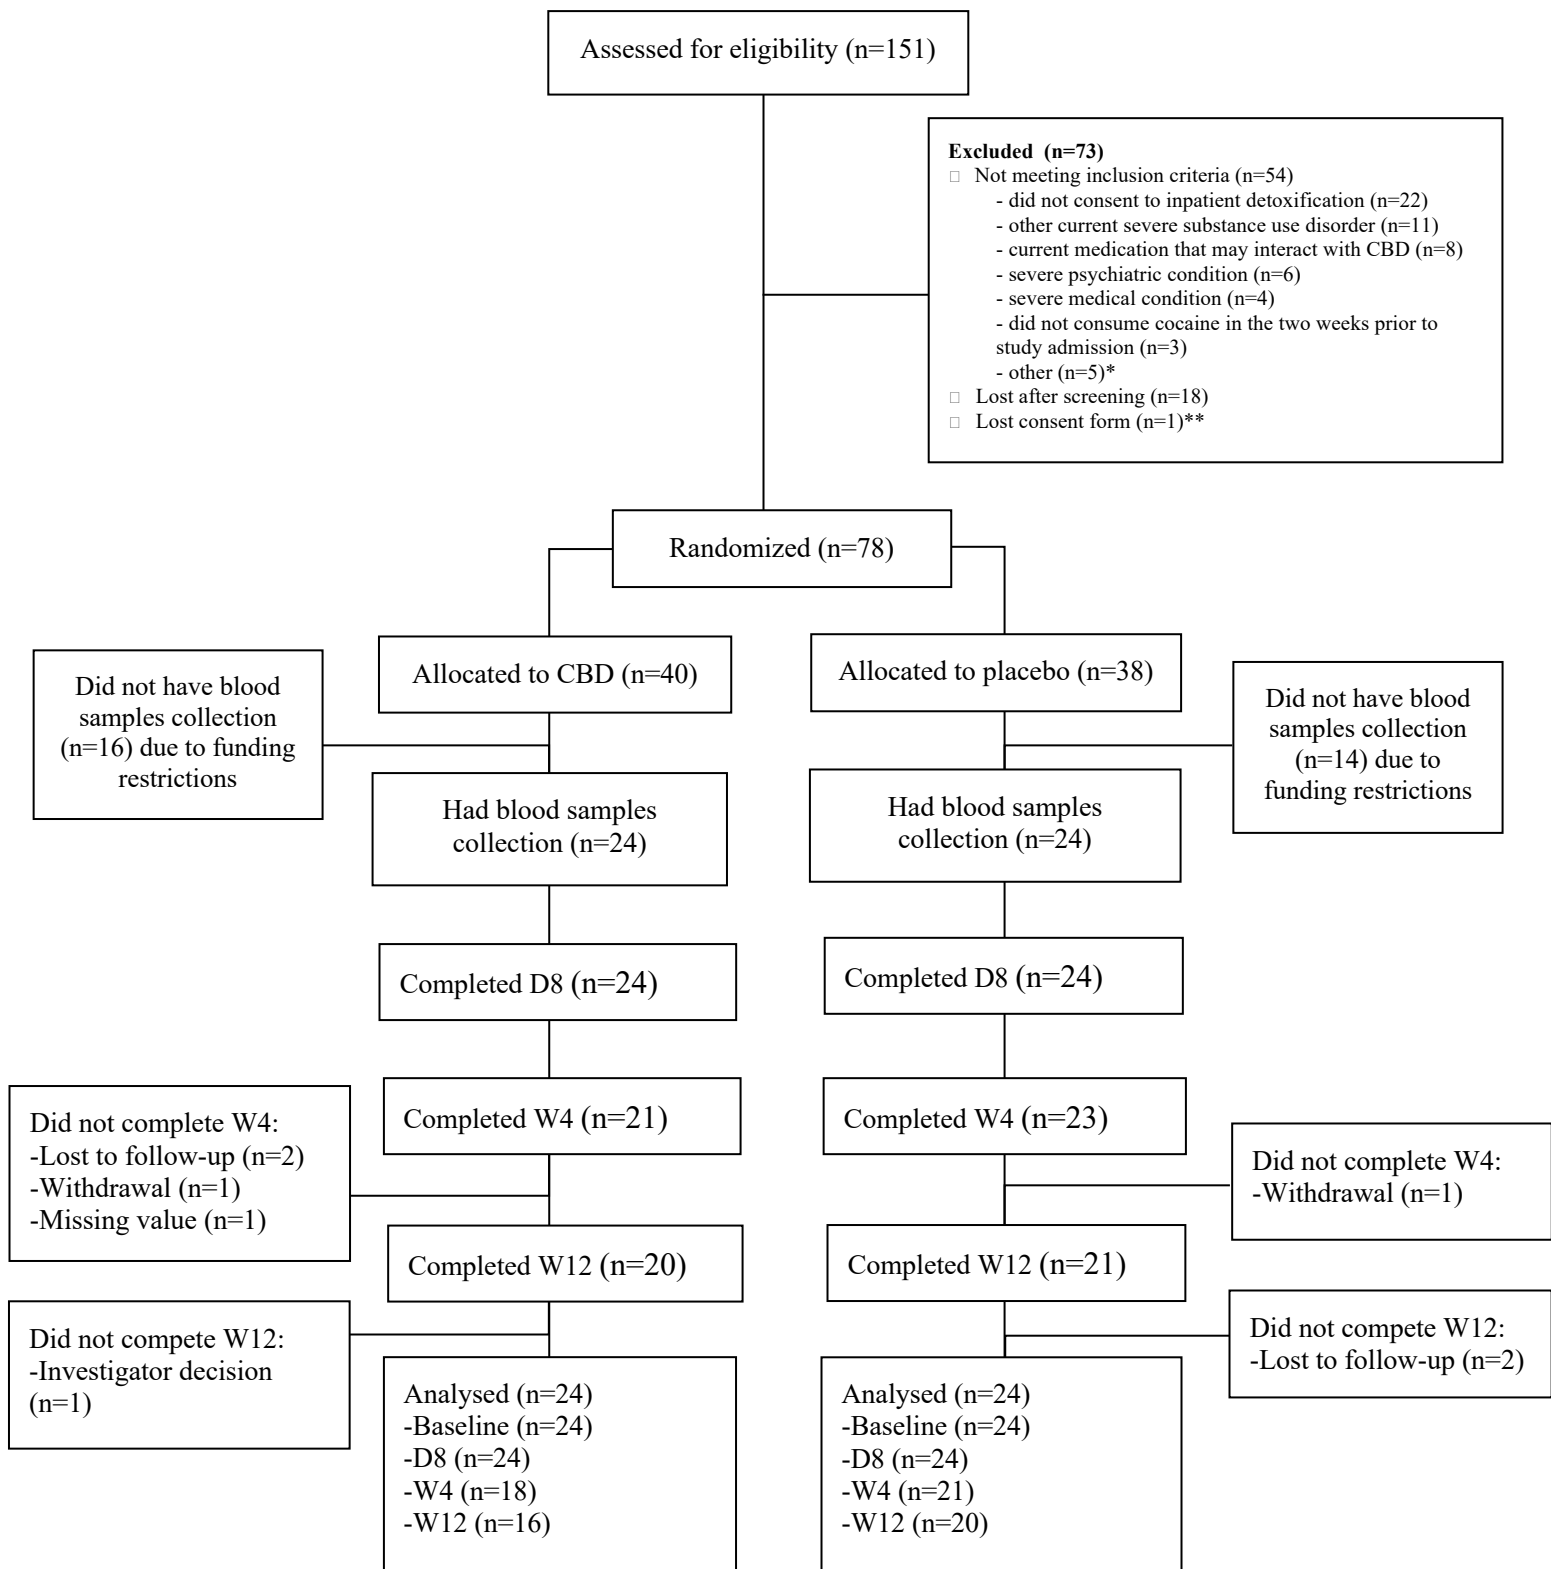 Assessed for eligibility (n=151)
Excluded (n=73)
Not meeting inclusion criteria (n=54)
- did not consent to inpatient detoxification (n=22)
- other current severe substance use disorder (n=11)
- current medication that may interact with CBD (n=8)
- severe psychiatric condition (n=6)
- severe medical condition (n=4)
- did not consume cocaine in the two weeks prior to
study admission (n=3)
- other (n=5)*
Lost after screening (n=18)
Lost consent form (n=1)**
Randomized (n=78)
Allocated to CBD (n=40)
Allocated to placebo (n=38)
Did not have blood
samples collection
(n=16) due to funding
restrictions
Did not have blood
samples collection
(n=14) due to
funding restrictions
Had blood samples
collection (n=24)
Had blood samples
collection (n=24)
Completed D8 (n=24)
Completed D8 (n=24)
Completed W4 (n=21)
Completed W4 (n=23)
Did not complete W4:
-Lost to follow-up (n=2)
-Withdrawal (n=1)
-Missing value (n=1)
Did not complete W4:
-Withdrawal (n=1)
Completed W12 (n=20)
Completed W12 (n=21)
Did not compete W12:
-Investigator decision
(n=1)
Did not compete W12:
-Lost to follow-up (n=2)
Analysed (n=24)
-Baseline (n=24)
-D8 (n=24)
-W4 (n=18)
-W12 (n=16)
Analysed (n=24)
-Baseline (n=24)
-D8 (n=24)
-W4 (n=21)
-W12 (n=20)